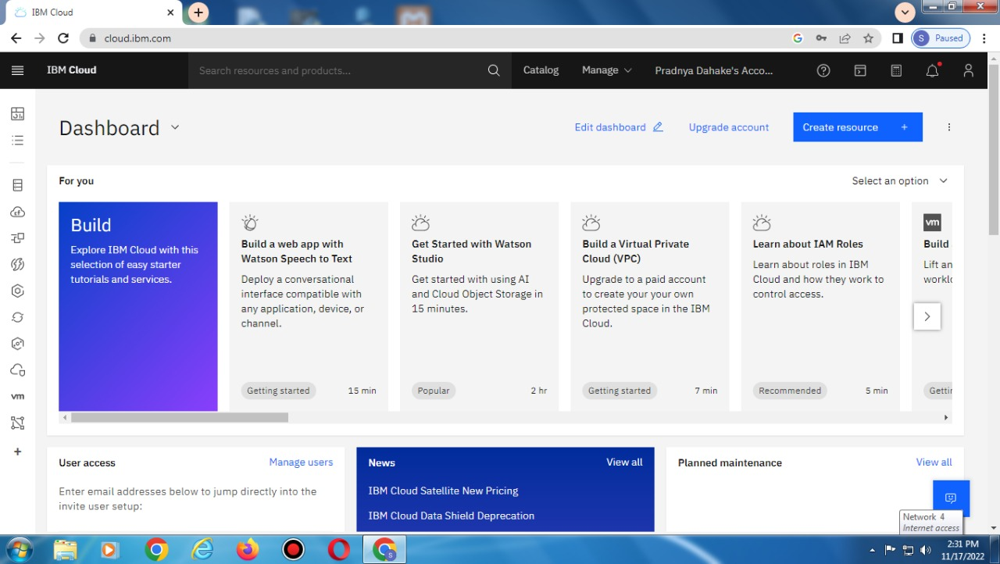 IBM Cloud
cloud.ibm.com
S Paused
IBM Cloud
Search resources and products...
Catalog
Manage
Pradnya Dahake's Acco...
Dashboard
Edit dashboard
Upgrade account
Create resource +
For you
Select an option
Build
Explore IBM Cloud with this
selection of easy starter
tutorials and services.
Build a web app with
Watson Speech to Text
Deploy a conversational
interface compatible with
any application, device, or
channel.
Getting started
15 min
Get Started with Watson
Studio
Get started with using AI
and Cloud Object Storage in
15 minutes.
Popular
2 hr
Build a Virtual Private
Cloud (VPC)
Upgrade to a paid account
to create your your own
protected space in the IBM
Cloud.
Getting started
7 min
Learn about IAM Roles
Learn about roles in IBM
Cloud and how they work to
control access.
Recommended
5 min
vm
Build
Lift an
worklo
Gettin
vm
User access
Manage users
Enter email addresses below to jump directly into the
invite user setup:
News
View all
IBM Cloud Satellite New Pricing
IBM Cloud Data Shield Deprecation
Planned maintenance
View all
Network 4
Internet access
2:31 PM
11/17/2022